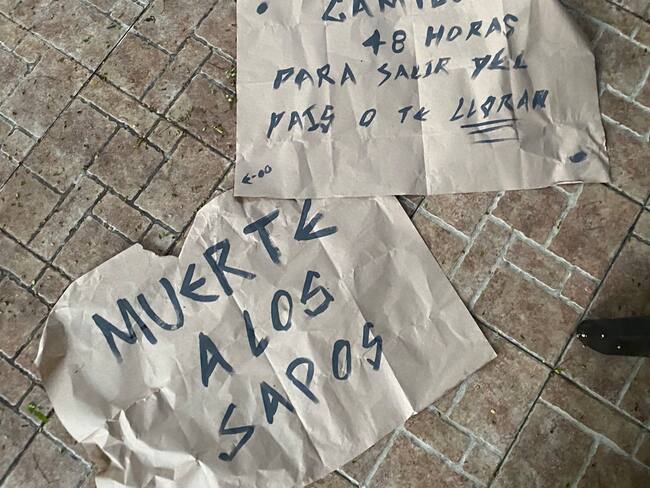 48 HORAS
PARA SALIR DEL
PAIS O TE LLORAN
MUERTE
A LOS
SAPOS